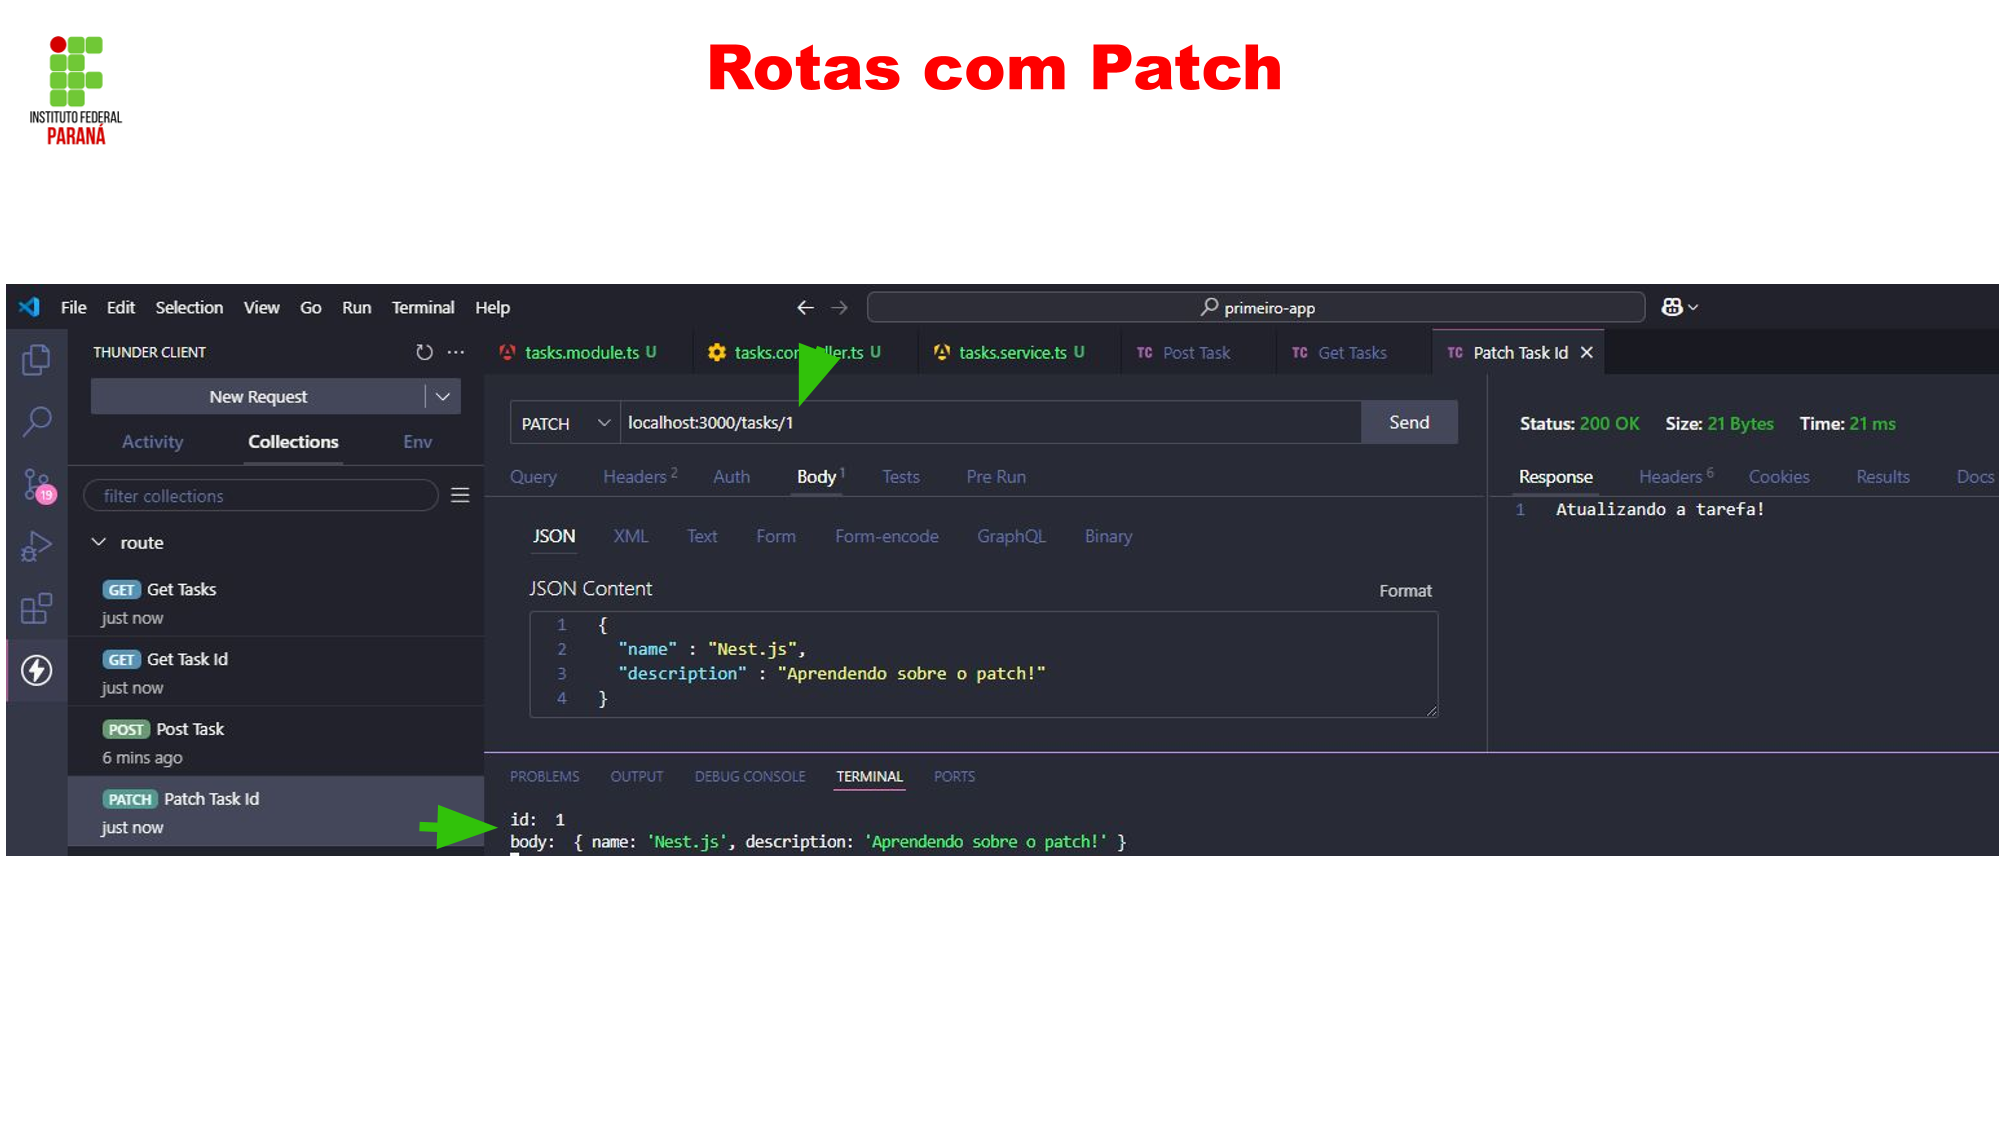 INSTITUTO FEDERAL
PARANÁ
Rotas com Patch
File Edit Selection View Go Run Terminal Help
primeiro-app
THUNDER CLIENT
New Request
Activity Collections Env
filter collections
route
GET Get Tasks
just now
GET Get Task Id
just now
POST Post Task
6 mins ago
PATCH Patch Task Id
just now
19
tasks.module.ts U
ller.ts U
tasks.service.ts U
TC Post Task
TC Get Tasks
TC Patch Task Id
PATCH localhost:3000/tasks/1 Send
Query Headers 2 Auth Body 1 Tests Pre Run
JSON XML Text Form Form-encode GraphQL Binary
JSON Content Format
1 {
2 "name" : "Nest.js",
3 "description" : "Aprendendo sobre o patch!"
4 }
Status: 200 OK Size: 21 Bytes Time: 21 ms
Response Headers 6 Cookies Results Docs
1 Atualizando a tarefa!
PROBLEMS OUTPUT DEBUG CONSOLE TERMINAL PORTS
id: 1
body: { name: 'Nest.js', description: 'Aprendendo sobre o patch!' }